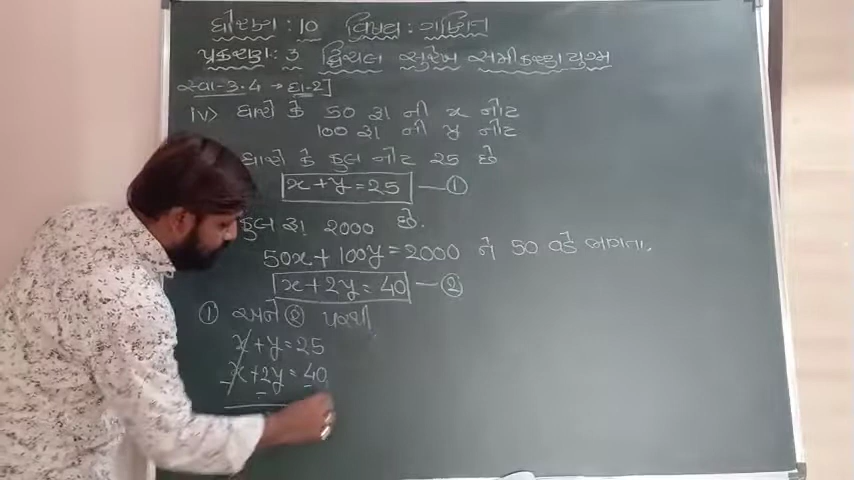 ધોરણ : 10 વિષય : ગણિત
પ્રકરણ : 3 દ્વિચલ સુરેખ સમીકરણયુગ્મ
સ્વા-3.4 → દા-2]
iv> ધારો કે 50 રૂા ની x નોટ
100 રૂા ની y નોટ
ધારો કે કુલ નોટ 25 છે
x + y = 25 — ①
કુલ રૂા 2000 છે.
50x + 100y = 2000 ને 50 વડે ભાગતા.
x + 2y = 40 — ②
① અને ② પરથી
x + y = 25
x + 2y = 40